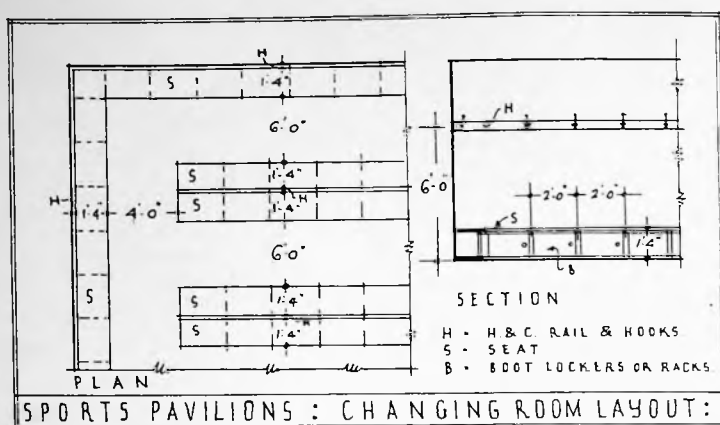 H
S 1'·4"
6'·0"
S 1'·4"
H
S 1'·4"
H 1'·4" 4'·0"
6'·0"
S
S 1'·4"
H
S 1'·4"
PLAN
H
6'·0"
2'·0" 2'·0"
S
1'·4"
B
SECTION
H - H.& C. RAIL & HOOKS
S - SEAT
B - BOOT LOCKERS OR RACKS
SPORTS PAVILIONS : CHANGING ROOM LAYOUT: